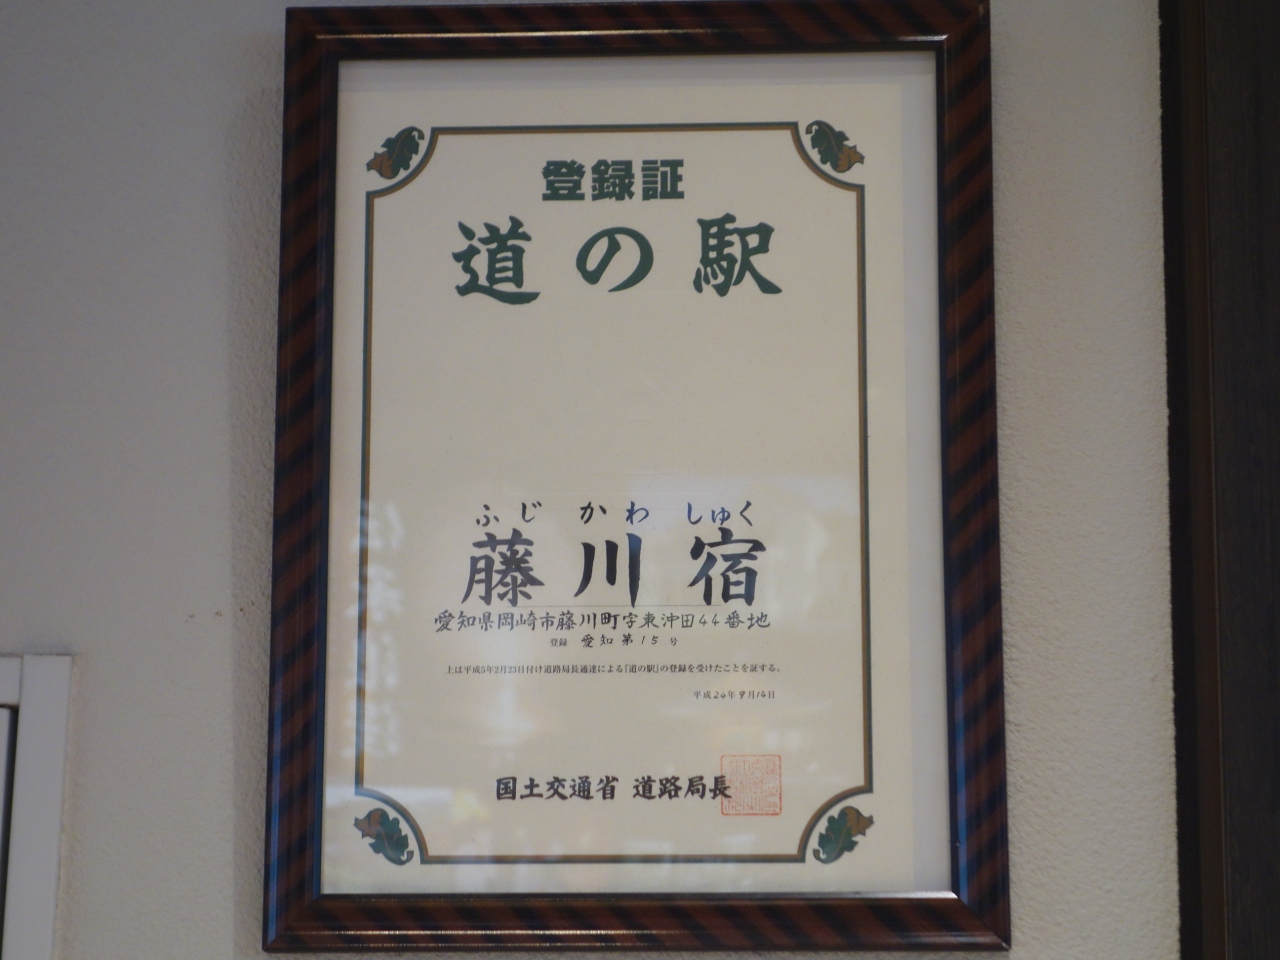 登録証
道の駅
ふじ かわ しゅく
藤川宿
愛知県岡崎市藤川町字東沖田44番地
登録 愛知第15号
上は平成5年2月23日付け道路局長通達による「道の駅」の登録を受けたことを証する。
平成24年9月14日
国土交通省 道路局長